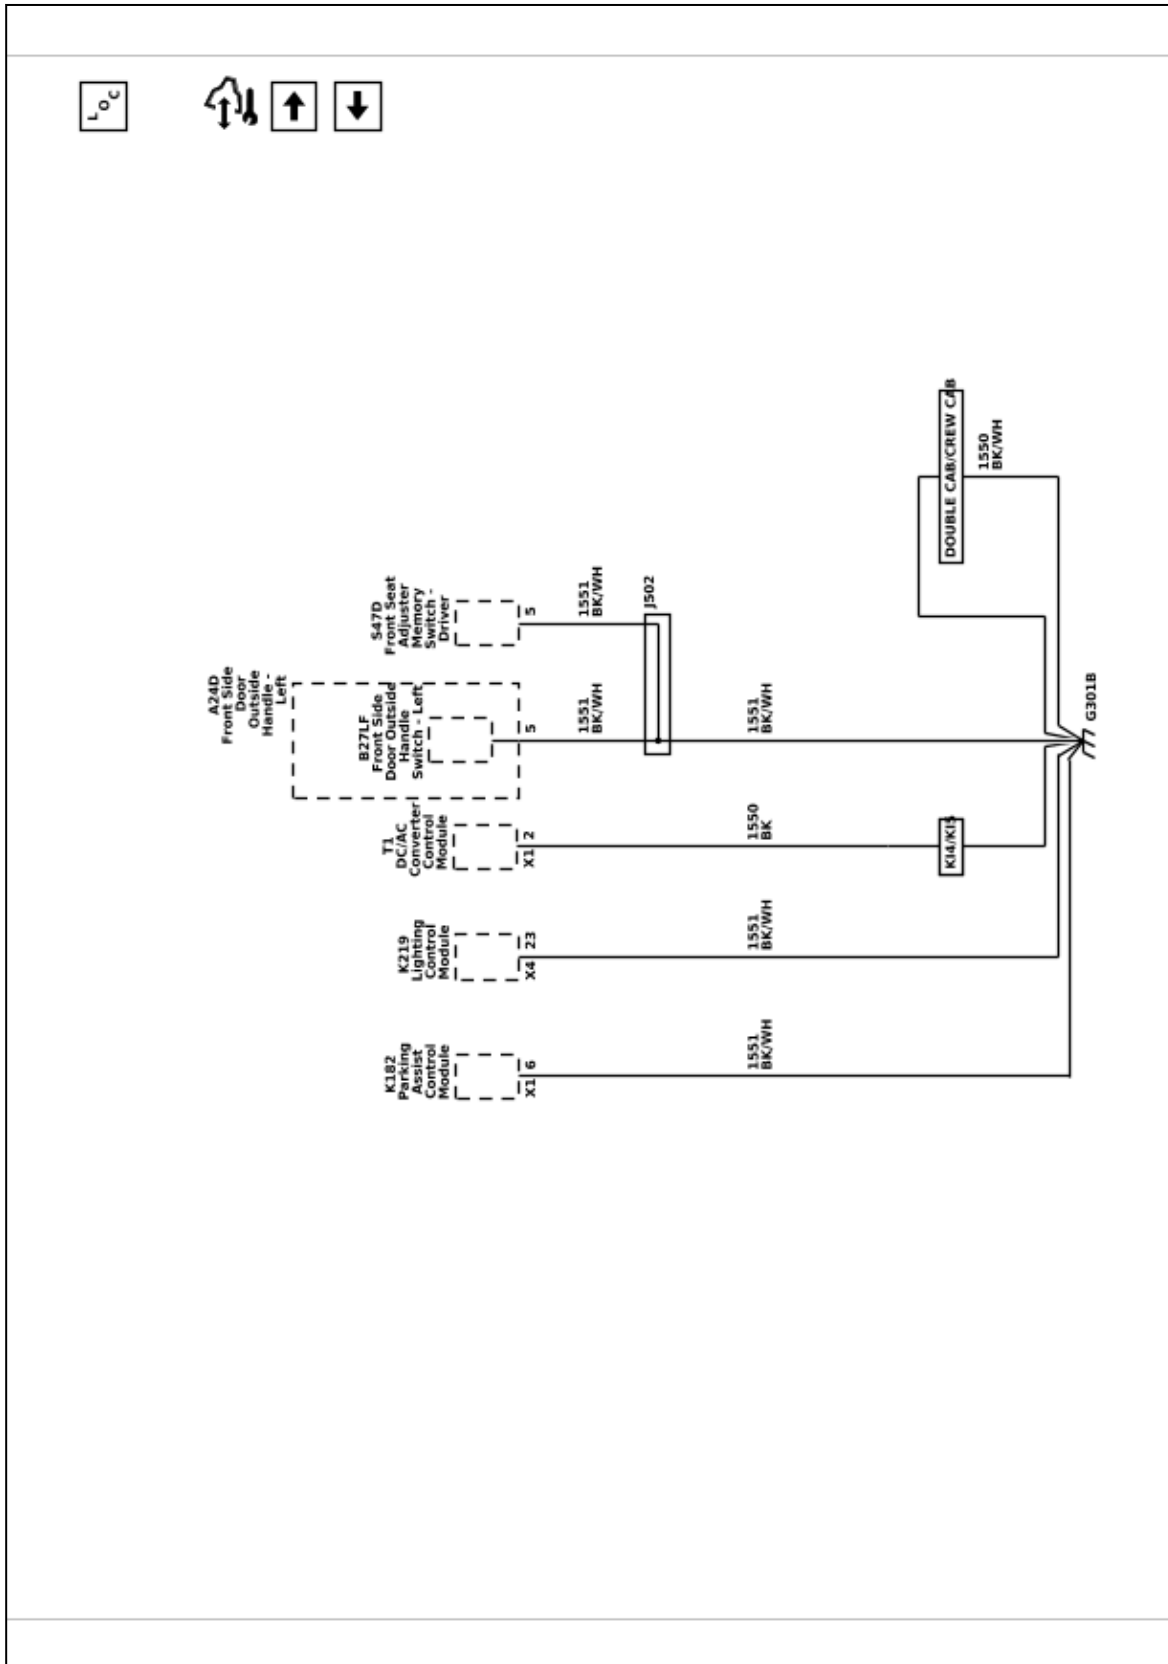 LOC
A24D
Front Side
Door
Outside
Handle -
Left
S47D
Front Seat
Adjuster
Memory
Switch -
Driver
5
1551
BK/WH
J502
B27LF
Front Side
Door Outside
Handle
Switch - Left
5
1551
BK/WH
1551
BK/WH
T1
DC/AC
Converter
Control
Module
X1 2
1550
BK
KI4/KI5
K219
Lighting
Control
Module
X4 23
1551
BK/WH
K182
Parking
Assist
Control
Module
X1 6
1551
BK/WH
DOUBLE CAB/CREW CAB
1550
BK/WH
G301B